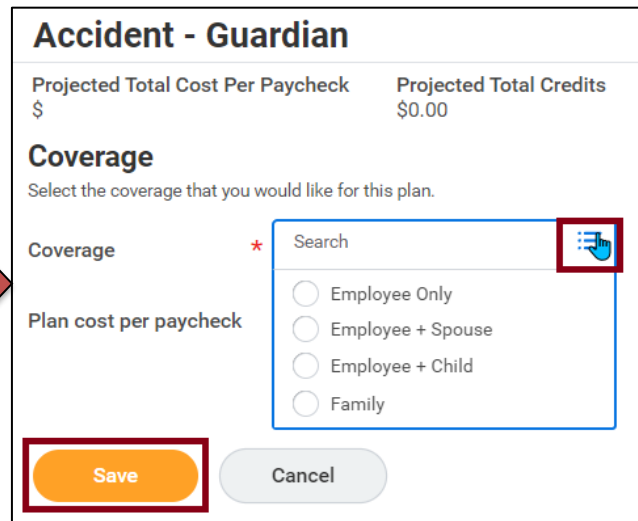 Accident - Guardian
Projected Total Cost Per Paycheck Projected Total Credits
$ $0.00
Coverage
Select the coverage that you would like for this plan.
Coverage * Search
Employee Only
Plan cost per paycheck
Employee + Spouse
Employee + Child
Family
Save Cancel